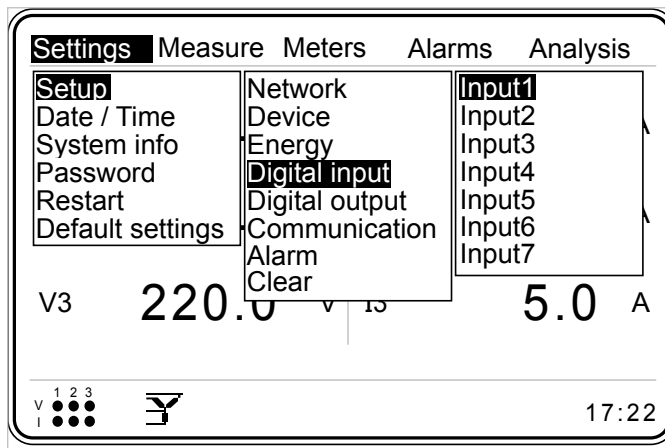 Settings Measure Meters Alarms Analysis
Setup
Date / Time
System info
Password
Restart
Default settings
Network
Device
Energy
Digital input
Digital output
Communication
Alarm
Clear
Input1
Input2
Input3
Input4
Input5
Input6
Input7
V3 220.0 V I3 5.0 A
1 2 3
V
I
17:22